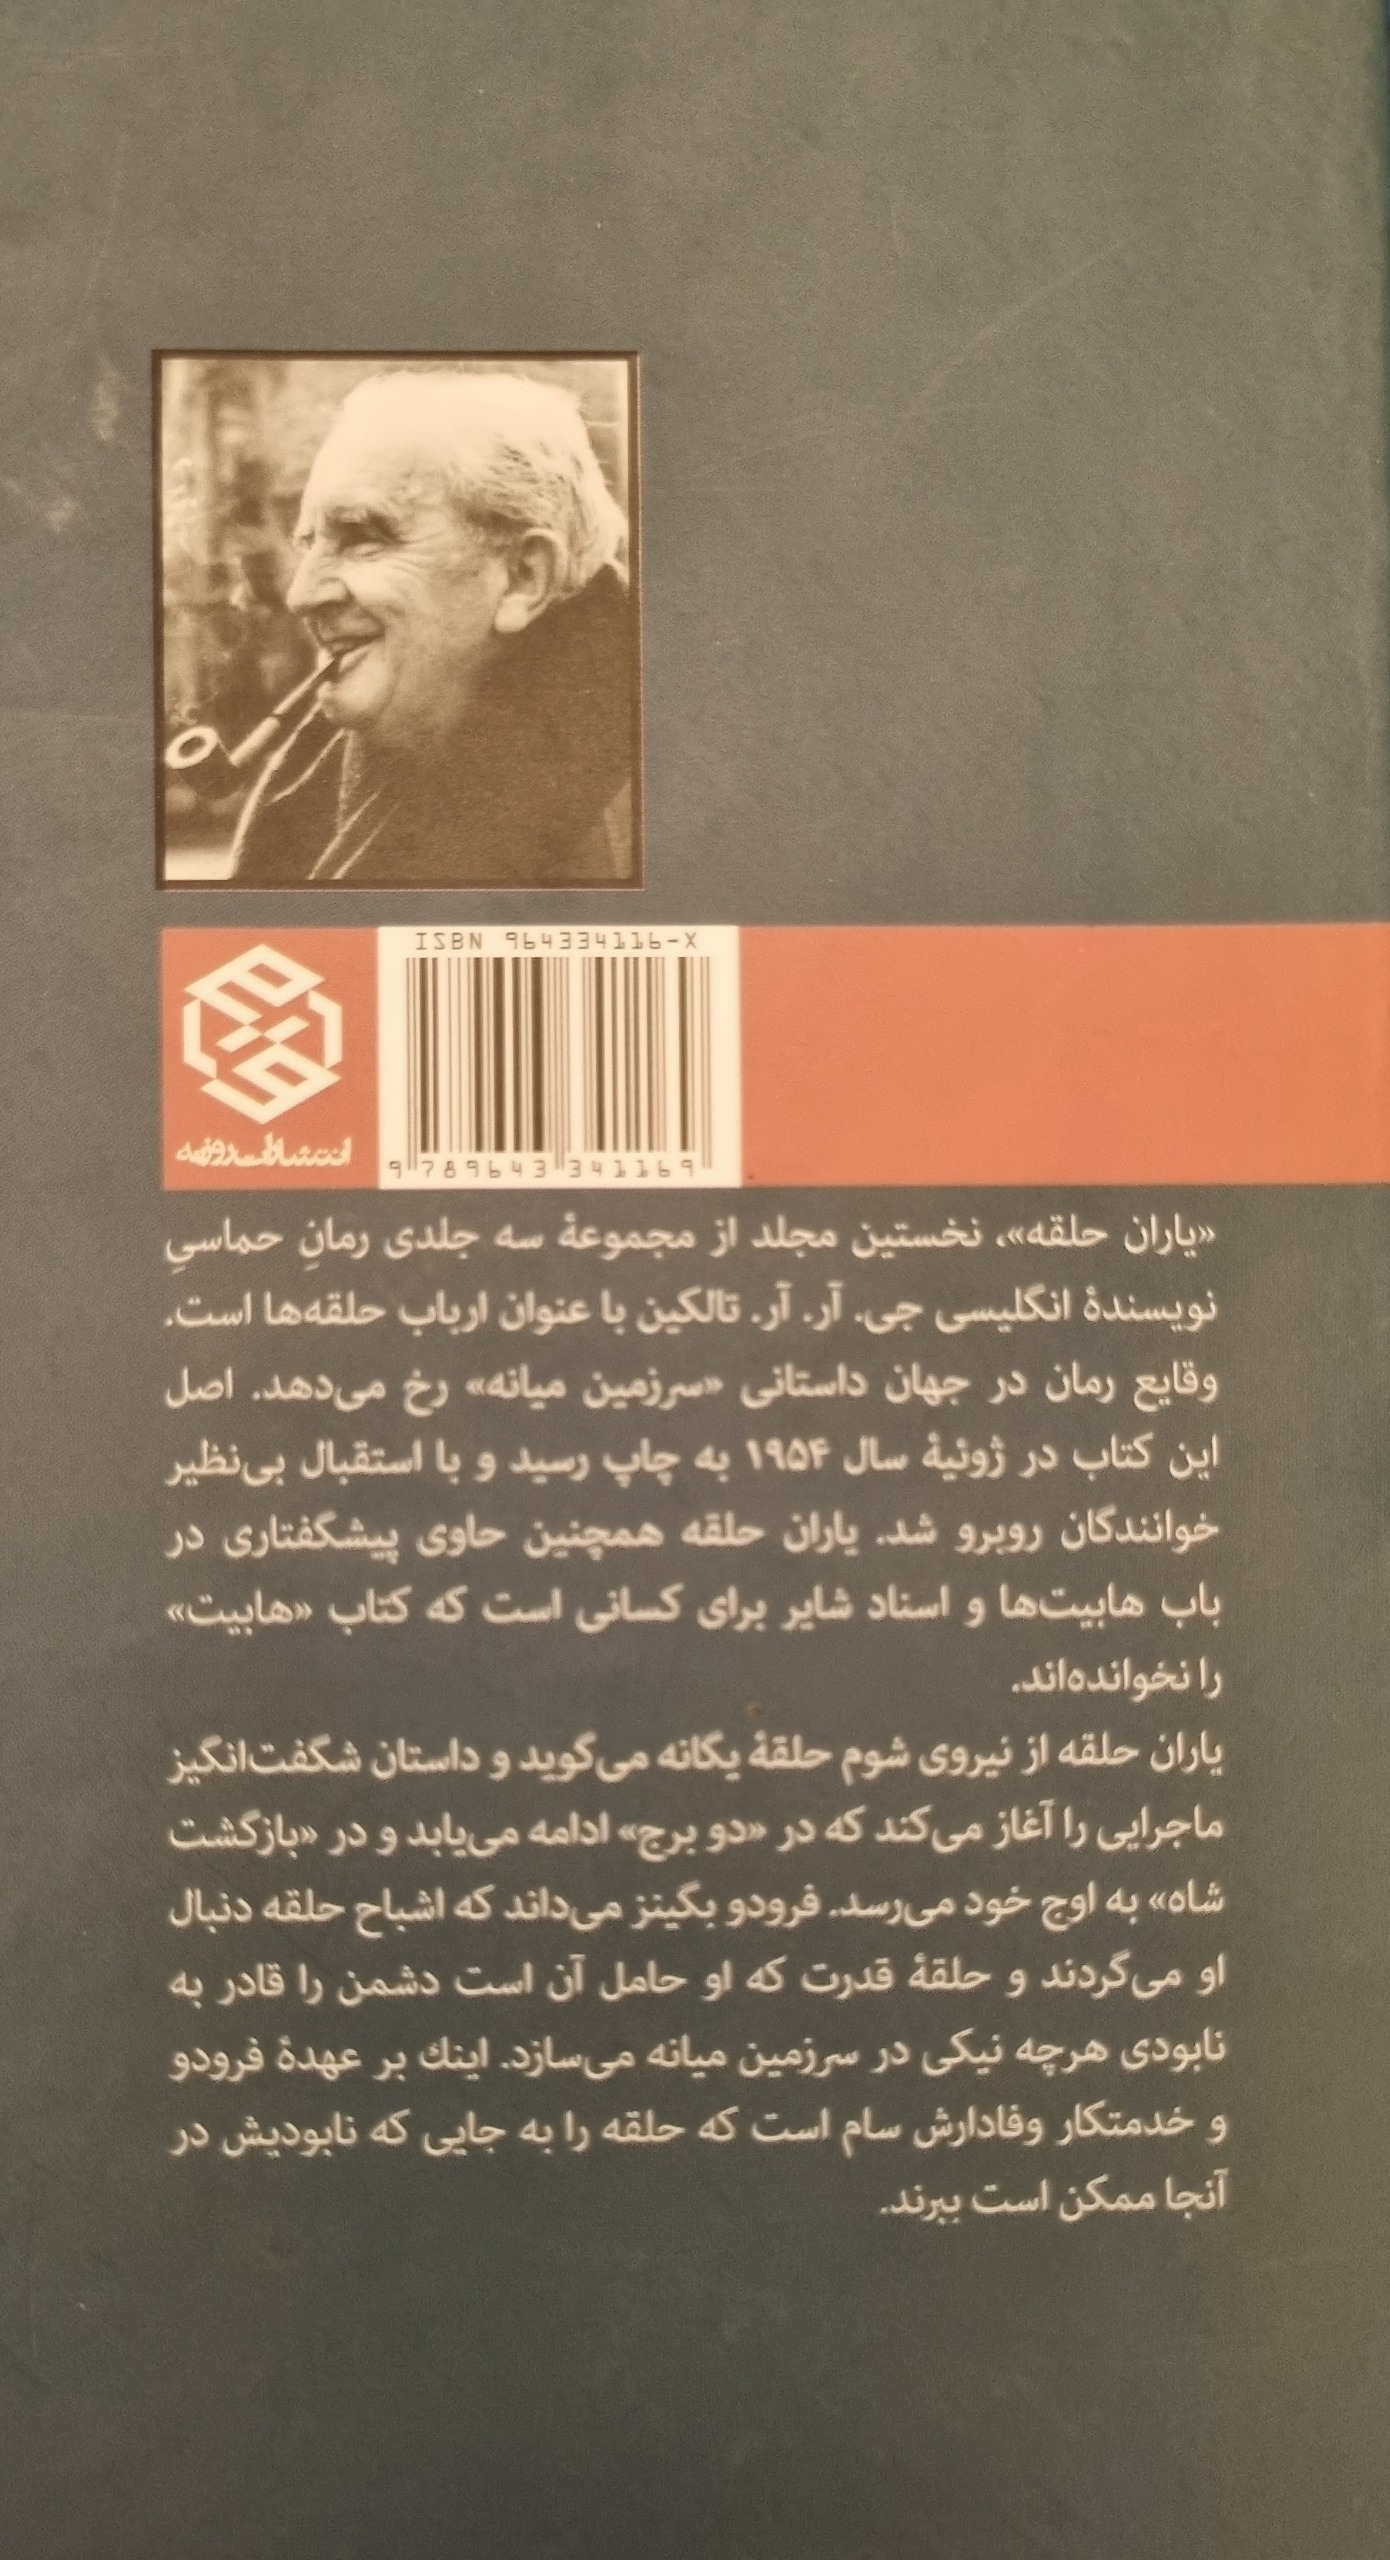 ISBN 964334116-X
9 789643 341169
انتشارات روزنه
«یاران حلقه»، نخستین مجلد از مجموعهٔ سه جلدی رمانِ حماسیِ
نویسندهٔ انگلیسی جی. آر. آر. تالکین با عنوان ارباب حلقه‌ها است.
وقایع رمان در جهان داستانی «سرزمین میانه» رخ می‌دهد. اصل
این کتاب در ژوئیهٔ سال ۱۹۵۴ به چاپ رسید و با استقبال بی‌نظیر
خوانندگان روبرو شد. یاران حلقه همچنین حاوی پیشگفتاری در
باب هابیت‌ها و اسناد شایر برای کسانی است که کتاب «هابیت»
را نخوانده‌اند.
یاران حلقه از نیروی شوم حلقهٔ یگانه می‌گوید و داستان شگفت‌انگیز
ماجرایی را آغاز می‌کند که در «دو برج» ادامه می‌یابد و در «بازگشت
شاه» به اوج خود می‌رسد. فرودو بگینز می‌داند که اشباح حلقه دنبال
او می‌گردند و حلقهٔ قدرت که او حامل آن است دشمن را قادر به
نابودی هرچه نیکی در سرزمین میانه می‌سازد. اینك بر عهدهٔ فرودو
و خدمتکار وفادارش سام است که حلقه را به جایی که نابودیش در
آنجا ممکن است ببرند.